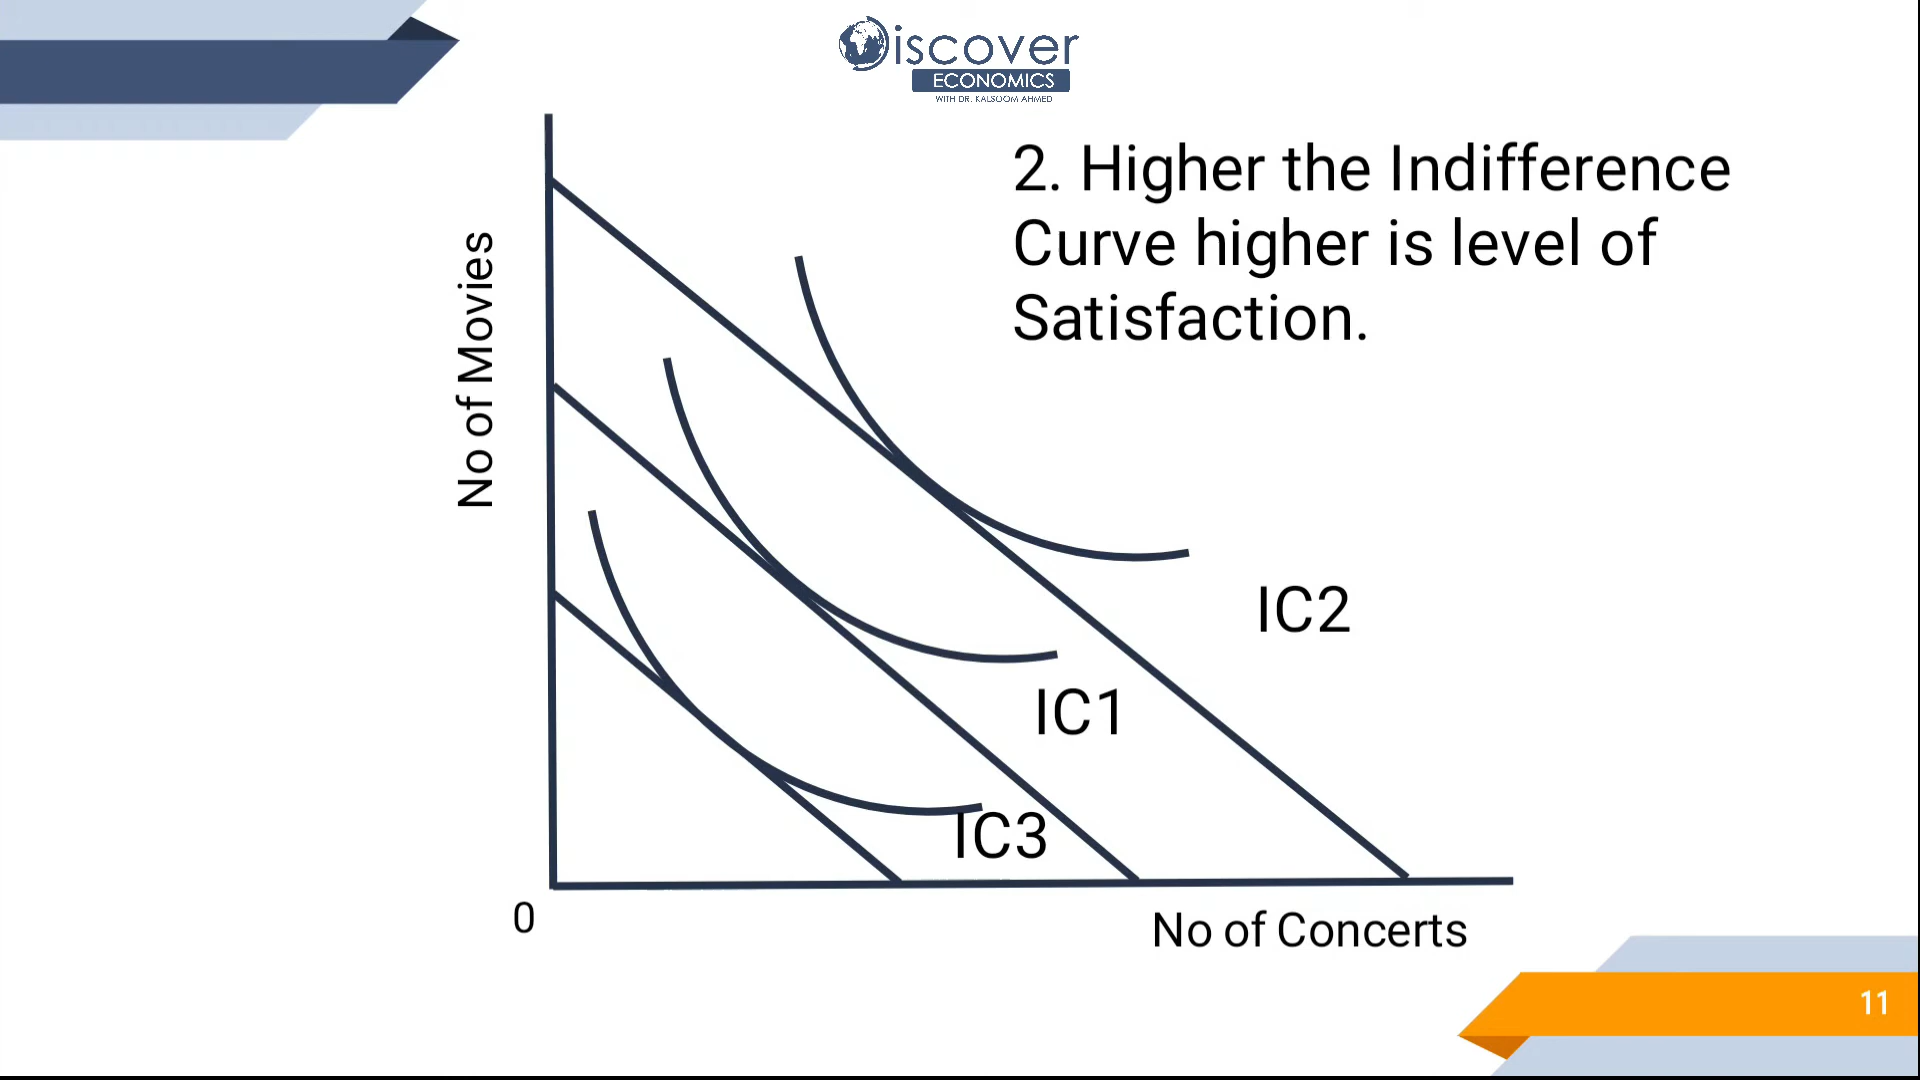 Discover
ECONOMICS
WITH DR. KALSOOM AHMED
2. Higher the Indifference
Curve higher is level of
Satisfaction.
No of Movies
IC2
IC1
IC3
0
No of Concerts
11